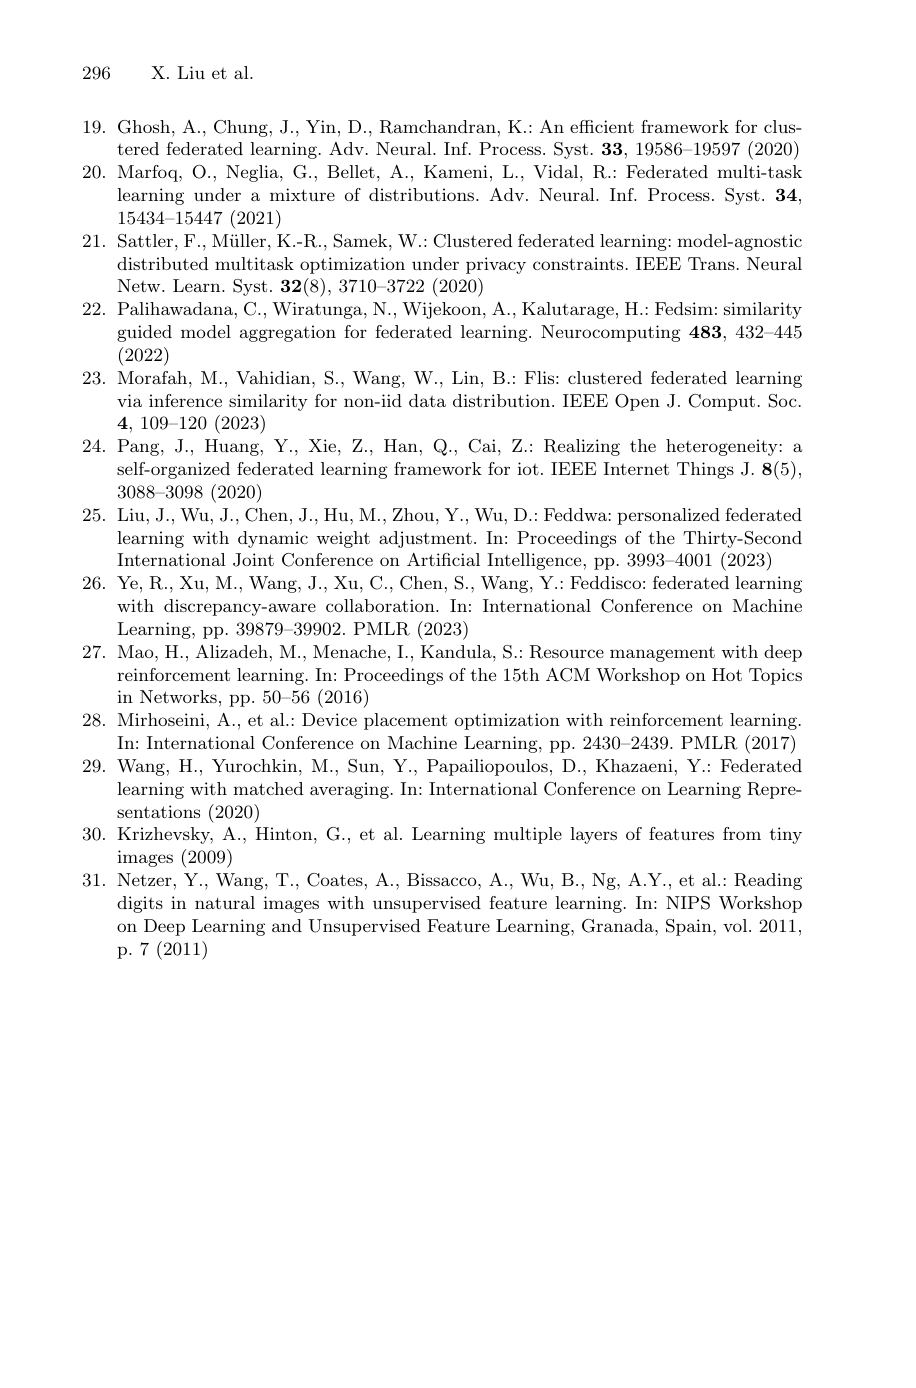 296 X. Liu et al.
19. Ghosh, A., Chung, J., Yin, D., Ramchandran, K.: An efficient framework for clus-
tered federated learning. Adv. Neural. Inf. Process. Syst. 33, 19586–19597 (2020)
20. Marfoq, O., Neglia, G., Bellet, A., Kameni, L., Vidal, R.: Federated multi-task
learning under a mixture of distributions. Adv. Neural. Inf. Process. Syst. 34,
15434–15447 (2021)
21. Sattler, F., Müller, K.-R., Samek, W.: Clustered federated learning: model-agnostic
distributed multitask optimization under privacy constraints. IEEE Trans. Neural
Netw. Learn. Syst. 32(8), 3710–3722 (2020)
22. Palihawadana, C., Wiratunga, N., Wijekoon, A., Kalutarage, H.: Fedsim: similarity
guided model aggregation for federated learning. Neurocomputing 483, 432–445
(2022)
23. Morafah, M., Vahidian, S., Wang, W., Lin, B.: Flis: clustered federated learning
via inference similarity for non-iid data distribution. IEEE Open J. Comput. Soc.
4, 109–120 (2023)
24. Pang, J., Huang, Y., Xie, Z., Han, Q., Cai, Z.: Realizing the heterogeneity: a
self-organized federated learning framework for iot. IEEE Internet Things J. 8(5),
3088–3098 (2020)
25. Liu, J., Wu, J., Chen, J., Hu, M., Zhou, Y., Wu, D.: Feddwa: personalized federated
learning with dynamic weight adjustment. In: Proceedings of the Thirty-Second
International Joint Conference on Artificial Intelligence, pp. 3993–4001 (2023)
26. Ye, R., Xu, M., Wang, J., Xu, C., Chen, S., Wang, Y.: Feddisco: federated learning
with discrepancy-aware collaboration. In: International Conference on Machine
Learning, pp. 39879–39902. PMLR (2023)
27. Mao, H., Alizadeh, M., Menache, I., Kandula, S.: Resource management with deep
reinforcement learning. In: Proceedings of the 15th ACM Workshop on Hot Topics
in Networks, pp. 50–56 (2016)
28. Mirhoseini, A., et al.: Device placement optimization with reinforcement learning.
In: International Conference on Machine Learning, pp. 2430–2439. PMLR (2017)
29. Wang, H., Yurochkin, M., Sun, Y., Papailiopoulos, D., Khazaeni, Y.: Federated
learning with matched averaging. In: International Conference on Learning Repre-
sentations (2020)
30. Krizhevsky, A., Hinton, G., et al. Learning multiple layers of features from tiny
images (2009)
31. Netzer, Y., Wang, T., Coates, A., Bissacco, A., Wu, B., Ng, A.Y., et al.: Reading
digits in natural images with unsupervised feature learning. In: NIPS Workshop
on Deep Learning and Unsupervised Feature Learning, Granada, Spain, vol. 2011,
p. 7 (2011)